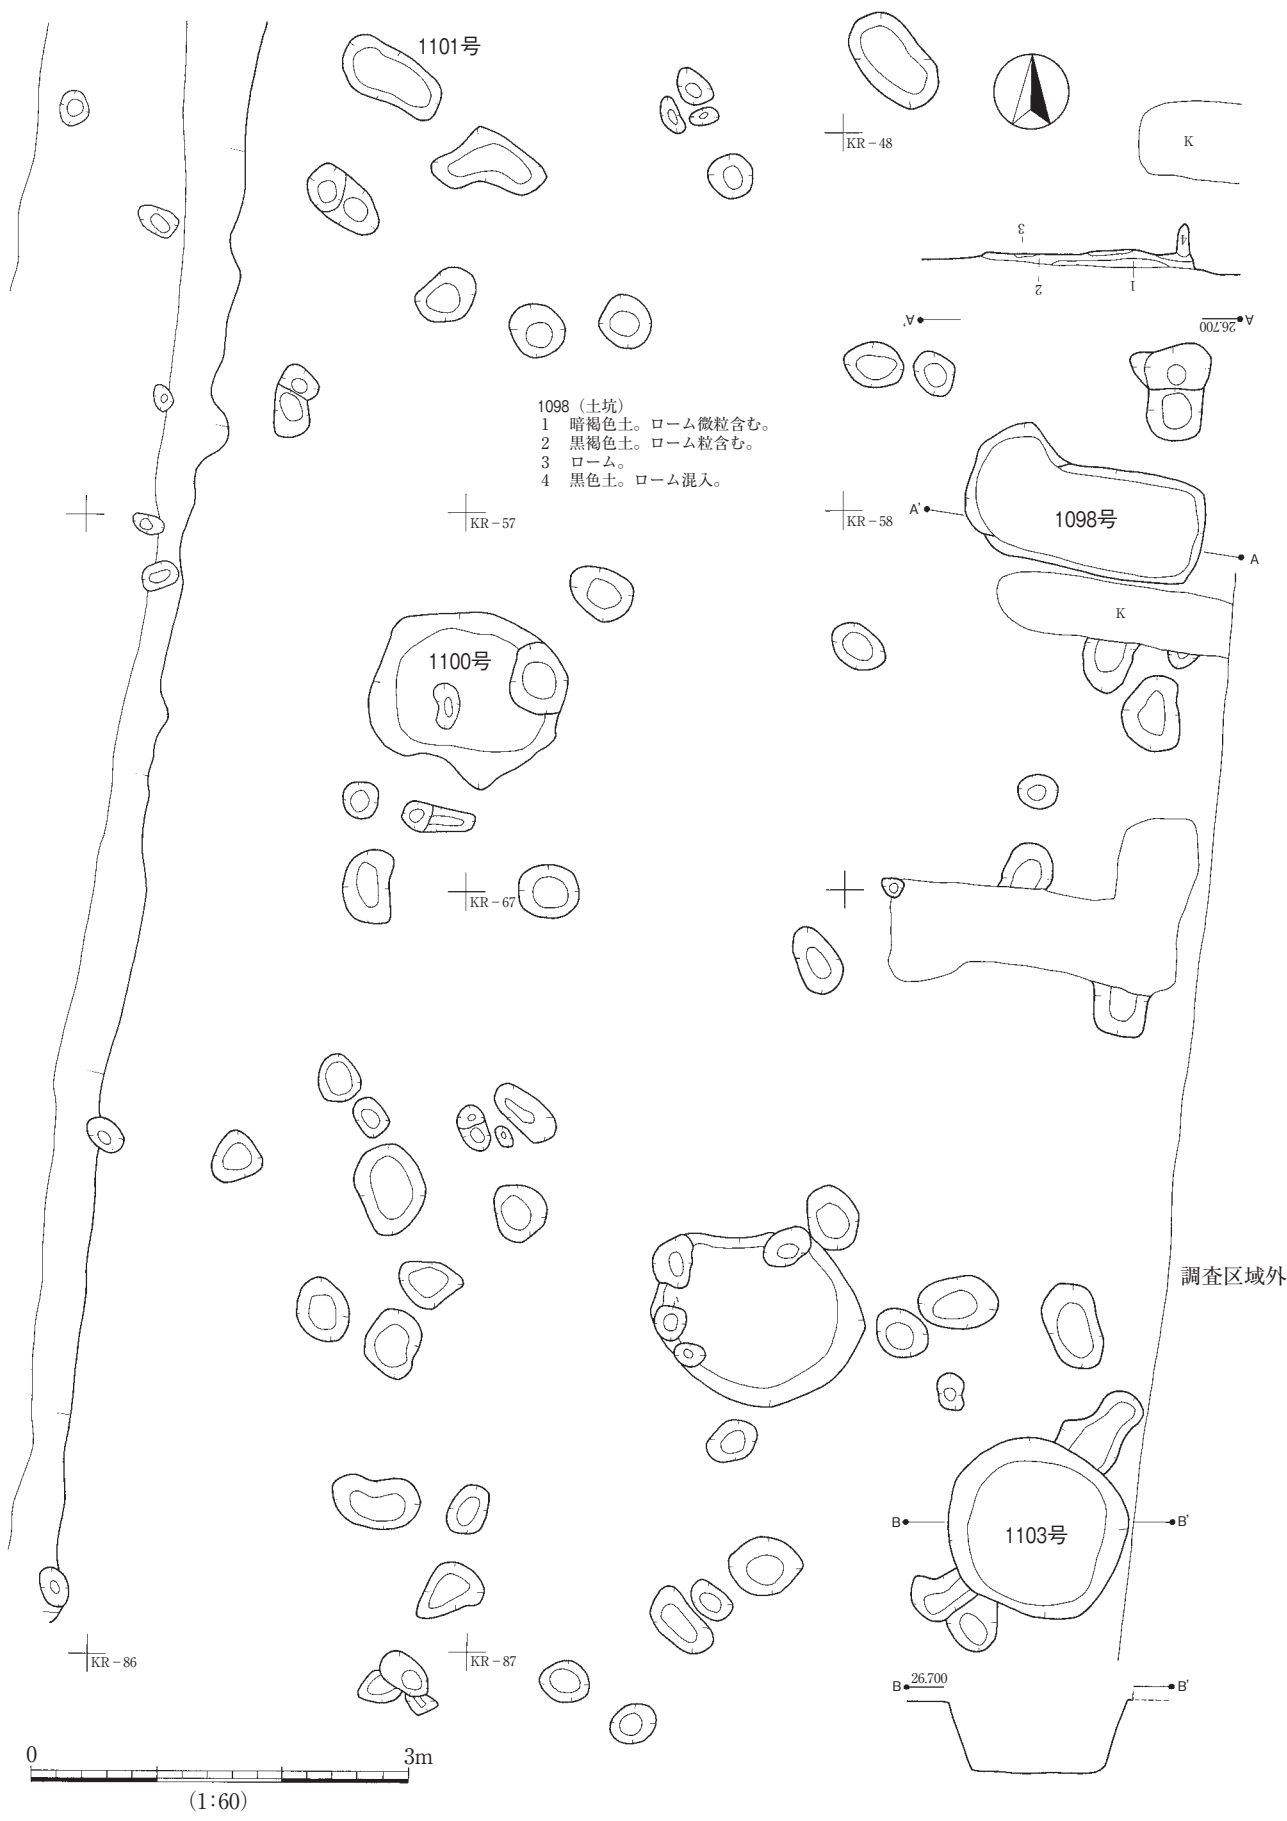 1101号
KR－48
K
3
4
2
1
A'
A
26.700
1098（土坑）
1　暗褐色土。ローム微粒含む。
2　黒褐色土。ローム粒含む。
3　ローム。
4　黒色土。ローム混入。
KR－57
KR－58
A'
1098号
A
K
1100号
KR－67
調査区域外
B
1103号
B'
KR－86
KR－87
B
26.700
B'
0
3m
(1:60)